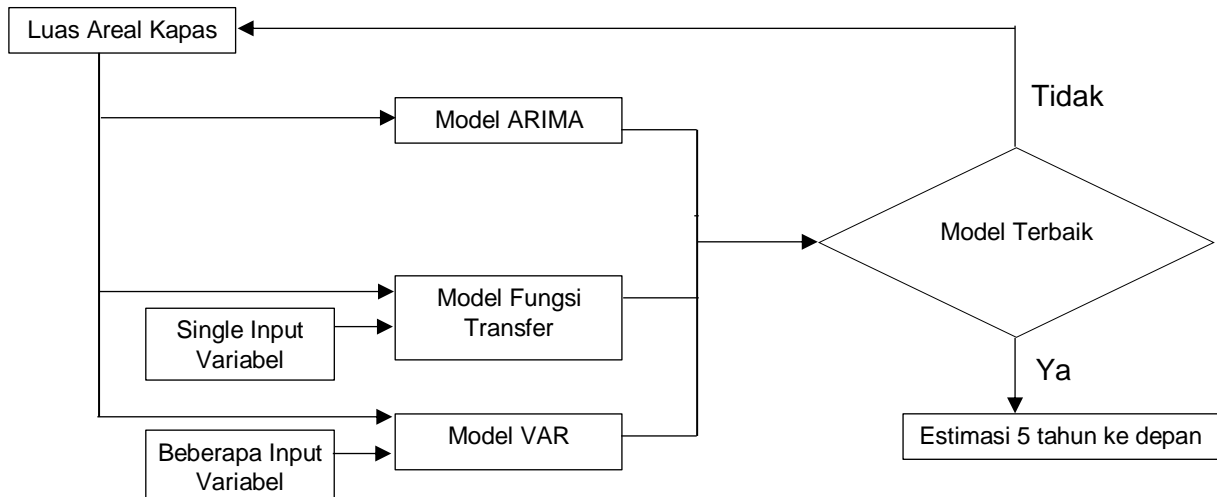 Luas Areal Kapas
Tidak
Model ARIMA
Model Terbaik
Model Fungsi
Transfer
Single Input
Variabel
Ya
Model VAR
Estimasi 5 tahun ke depan
Beberapa Input
Variabel